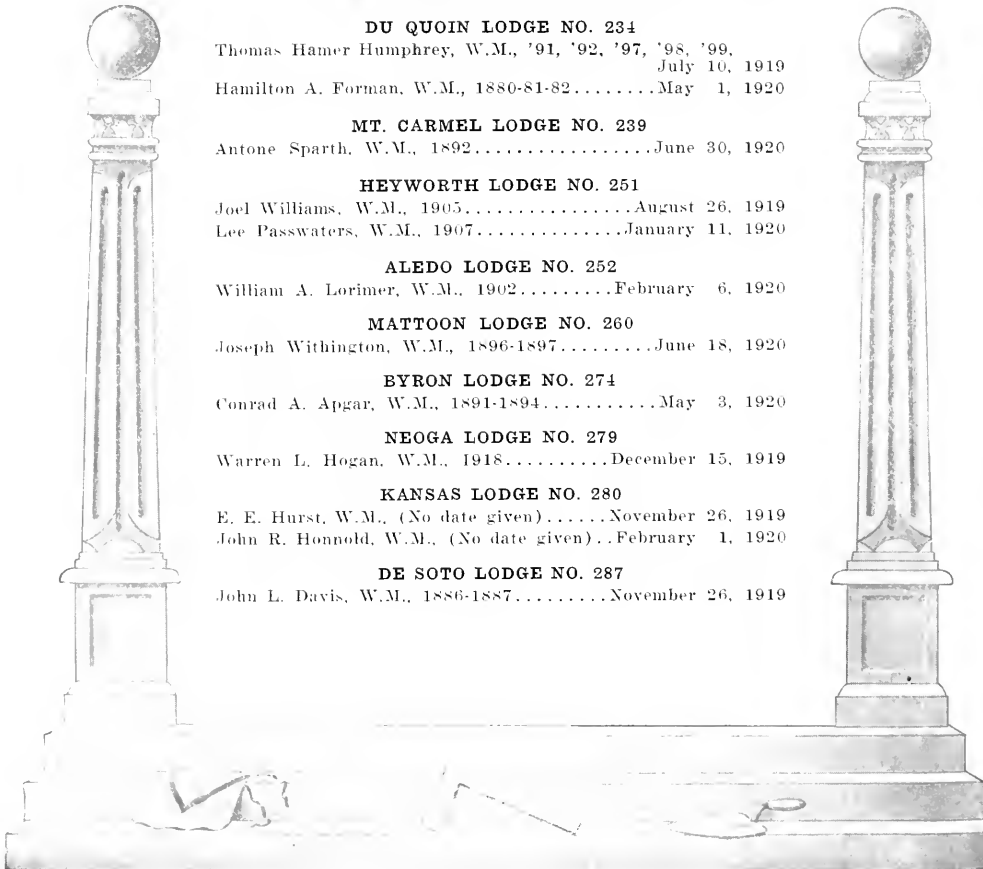 DU QUOIN LODGE NO. 234
Thomas Hamer Humphrey, W.M., '91, '92, '97, '98, '99,
July 10, 1919
Hamilton A. Forman, W.M., 1880-81-82........May 1, 1920
MT. CARMEL LODGE NO. 239
Antone Sparth, W.M., 1892.................June 30, 1920
HEYWORTH LODGE NO. 251
Joel Williams, W.M., 1905................August 26, 1919
Lee Passwaters, W.M., 1907..............January 11, 1920
ALEDO LODGE NO. 252
William A. Lorimer, W.M., 1902.........February 6, 1920
MATTOON LODGE NO. 260
Joseph Withington, W.M., 1896-1897.........June 18, 1920
BYRON LODGE NO. 274
Conrad A. Apgar, W.M., 1891-1894...........May 3, 1920
NEOGA LODGE NO. 279
Warren L. Hogan, W.M., 1918..........December 15, 1919
KANSAS LODGE NO. 280
E. E. Hurst, W.M., (No date given)......November 26, 1919
John R. Honnold, W.M., (No date given)..February 1, 1920
DE SOTO LODGE NO. 287
John L. Davis, W.M., 1886-1887.........November 26, 1919